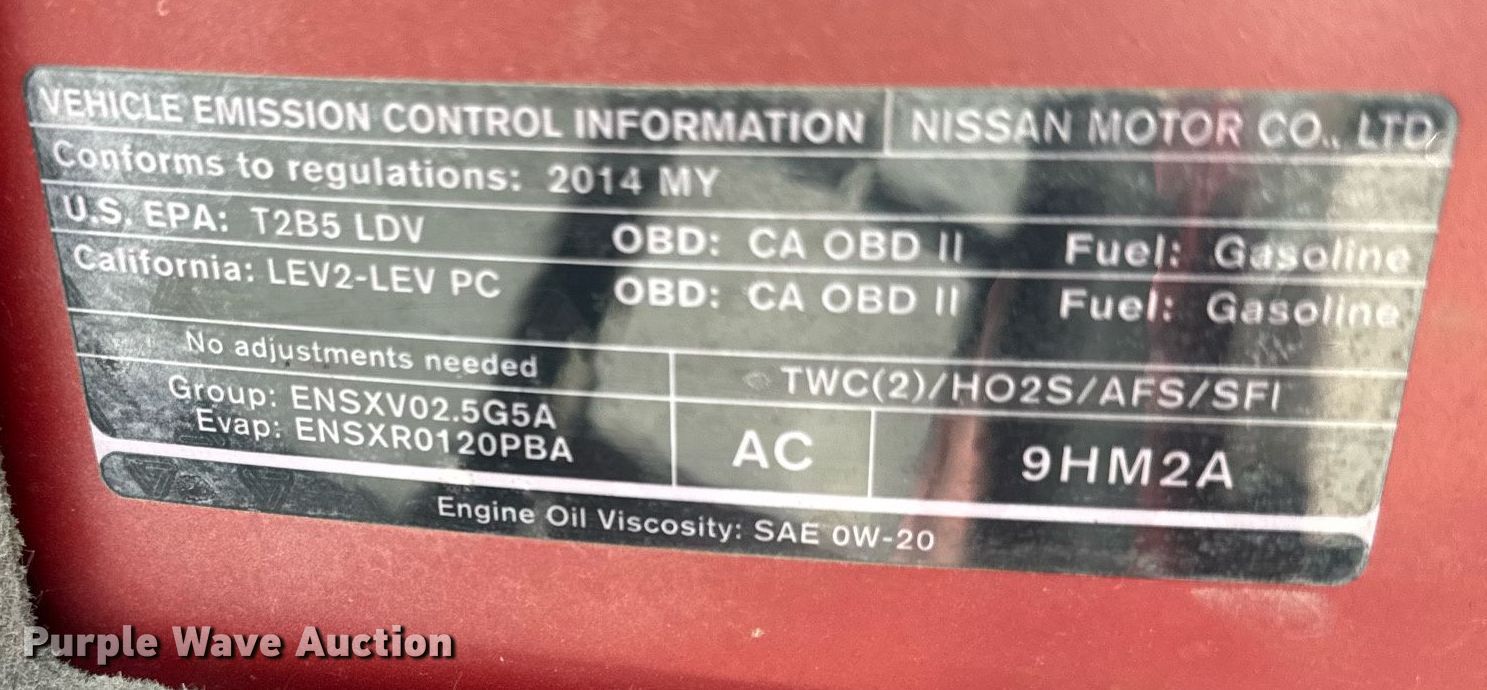 VEHICLE EMISSION CONTROL INFORMATION NISSAN MOTOR CO., LTD.
Conforms to regulations: 2014 MY
U.S. EPA: T2B5 LDV OBD: CA OBD II Fuel: Gasoline
California: LEV2-LEV PC OBD: CA OBD II Fuel: Gasoline
No adjustments needed TWC(2)/HO2S/AFS/SFI
Group: ENSXV02.5G5A
Evap: ENSXR0120PBA
AC 9HM2A
Engine Oil Viscosity: SAE 0W-20
Purple Wave Auction